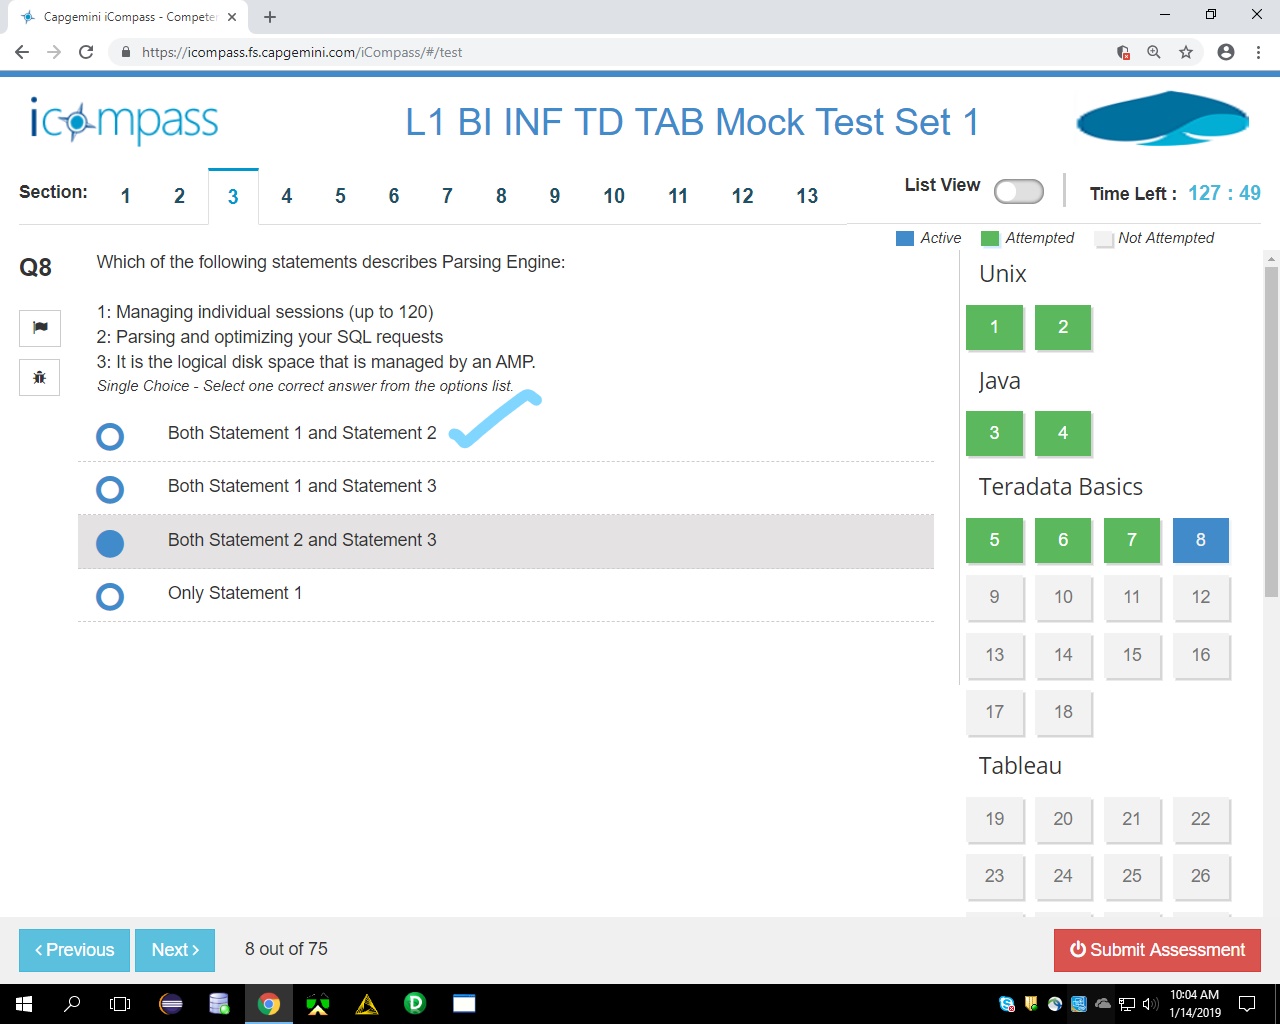 Capgemini iCompass - Competen
https://icompass.fs.capgemini.com/iCompass/#/test
icompass
L1 BI INF TD TAB Mock Test Set 1
Section: 1 2 3 4 5 6 7 8 9 10 11 12 13
List View
Time Left : 127 : 49
Active Attempted Not Attempted
Q8
Which of the following statements describes Parsing Engine:
1: Managing individual sessions (up to 120)
2: Parsing and optimizing your SQL requests
3: It is the logical disk space that is managed by an AMP.
Single Choice - Select one correct answer from the options list.
Both Statement 1 and Statement 2
Both Statement 1 and Statement 3
Both Statement 2 and Statement 3
Only Statement 1
Unix
1 2
Java
3 4
Teradata Basics
5 6 7 8
9 10 11 12
13 14 15 16
17 18
Tableau
19 20 21 22
23 24 25 26
Previous
Next
8 out of 75
Submit Assessment
10:04 AM
1/14/2019